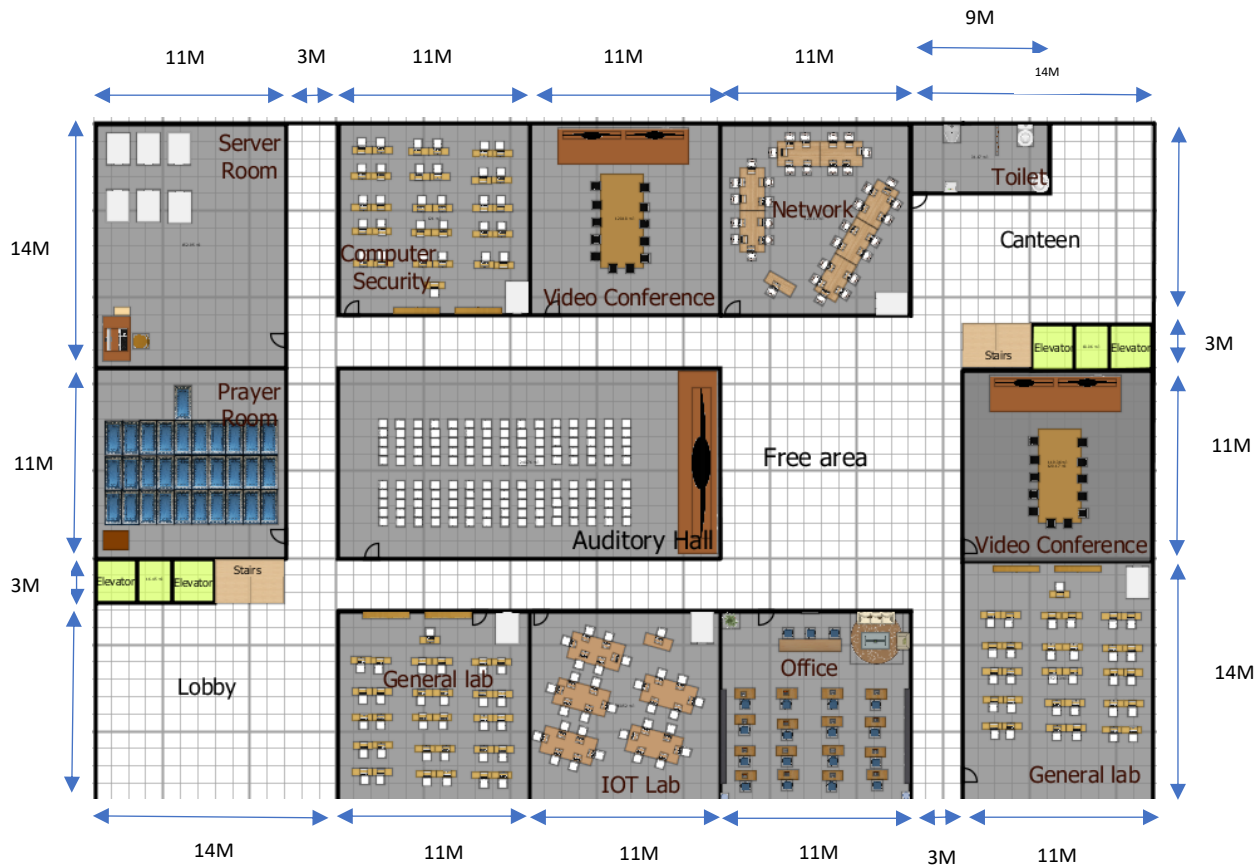 9M
11M
3M
11M
11M
11M
14M
Server
Room
Toilet
Network
Canteen
Computer
Security
Video Conference
14M
3M
Stairs
Elevator
Elevator
Prayer
Room
11M
Free area
11M
Auditory Hall
Video Conference
3M
Elevator
Elevator
Stairs
Lobby
General lab
Office
14M
IOT Lab
General lab
14M
11M
11M
11M
3M
11M